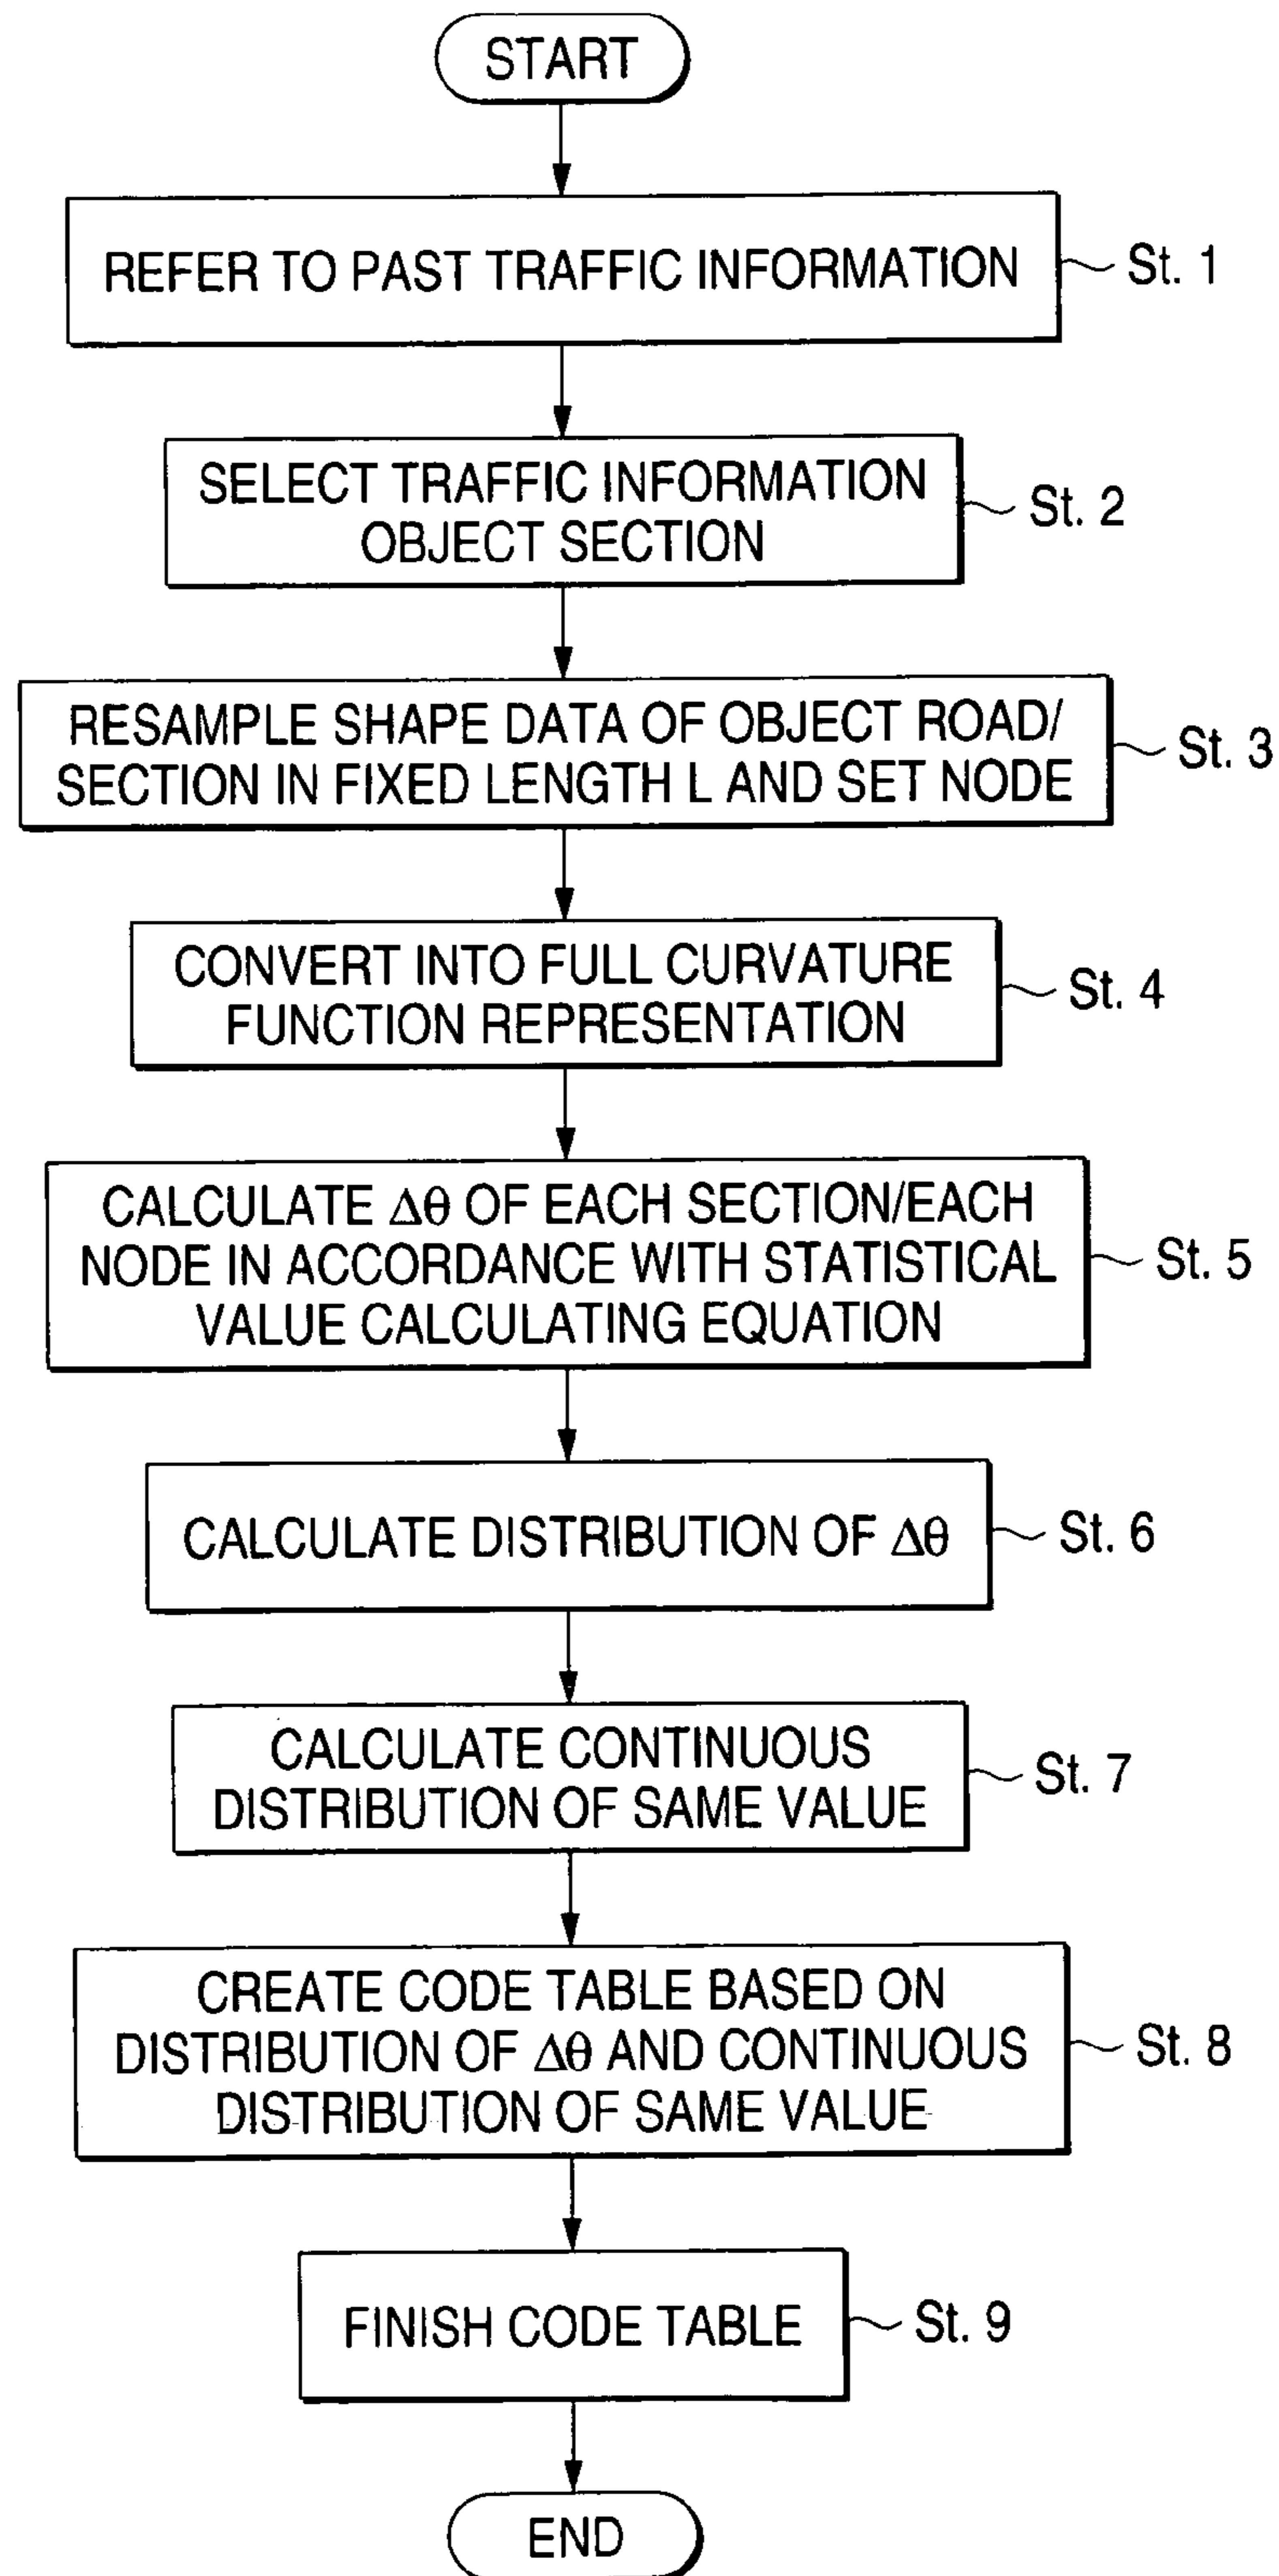 START
REFER TO PAST TRAFFIC INFORMATION
St. 1
SELECT TRAFFIC INFORMATION
OBJECT SECTION
St. 2
RESAMPLE SHAPE DATA OF OBJECT ROAD/
SECTION IN FIXED LENGTH L AND SET NODE
St. 3
CONVERT INTO FULL CURVATURE
FUNCTION REPRESENTATION
St. 4
CALCULATE Δθ OF EACH SECTION/EACH
NODE IN ACCORDANCE WITH STATISTICAL
VALUE CALCULATING EQUATION
St. 5
CALCULATE DISTRIBUTION OF Δθ
St. 6
CALCULATE CONTINUOUS
DISTRIBUTION OF SAME VALUE
St. 7
CREATE CODE TABLE BASED ON
DISTRIBUTION OF Δθ AND CONTINUOUS
DISTRIBUTION OF SAME VALUE
St. 8
FINISH CODE TABLE
St. 9
END